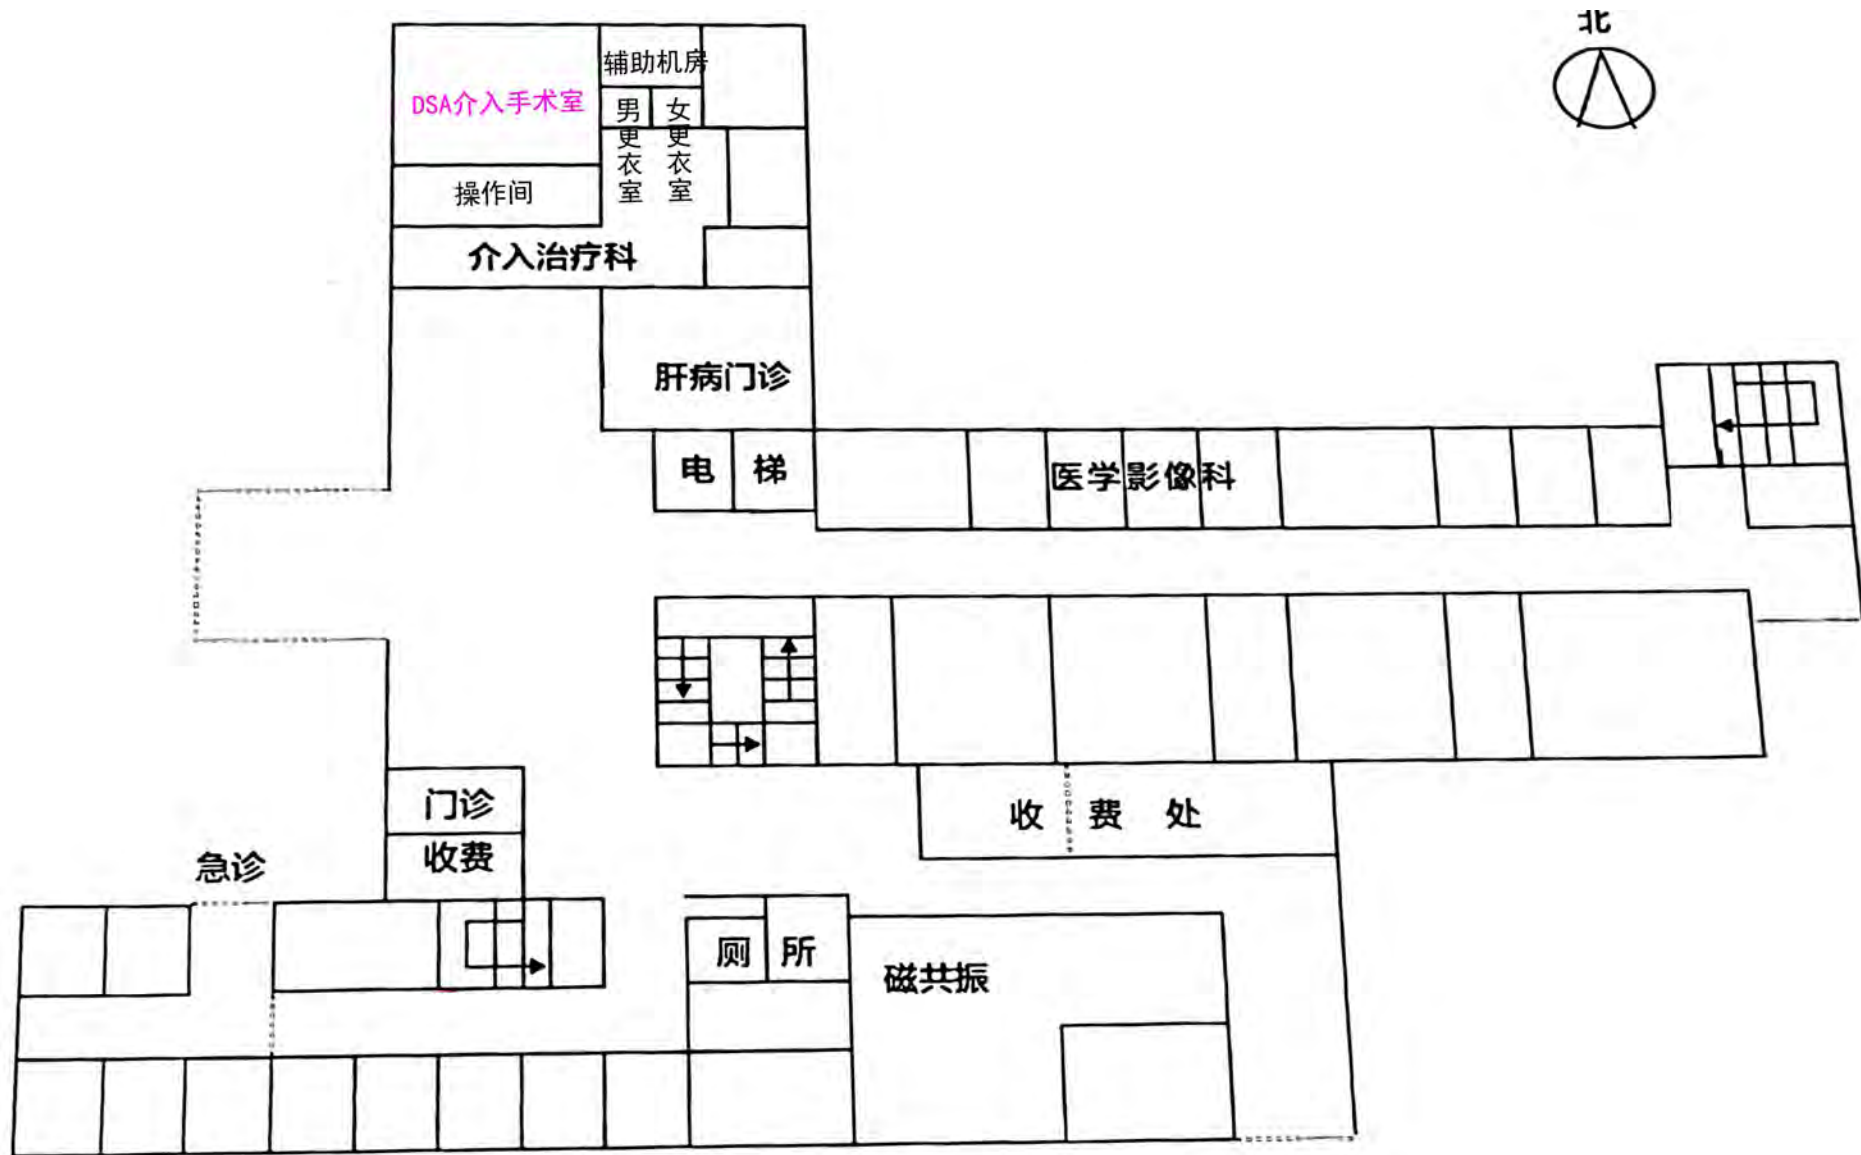 北
辅助机房
DSA介入手术室
男更衣室
女更衣室
操作间
介入治疗科
肝病门诊
电梯
医学影像科
门诊
收费
收费处
急诊
厕所
磁共振